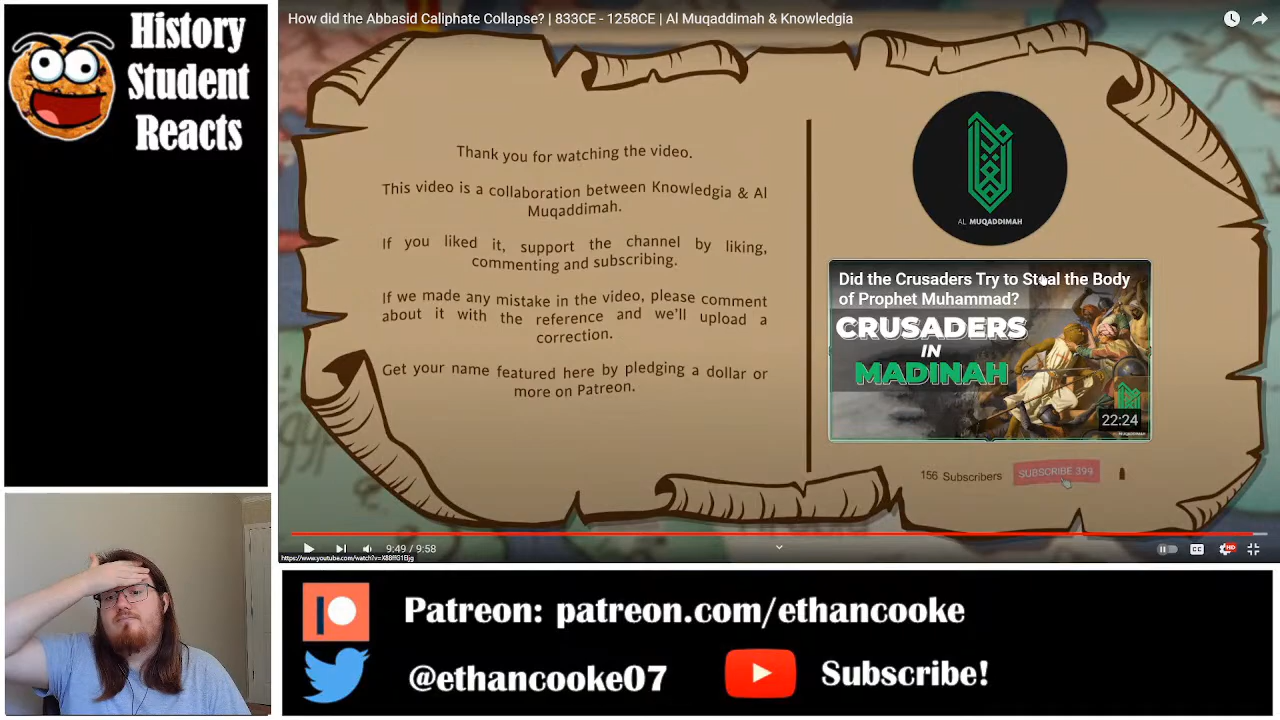 History
Student
Reacts
How did the Abbasid Caliphate Collapse? | 833CE - 1258CE | Al Muqaddimah & Knowledgia
Thank you for watching the video.
This video is a collaboration between Knowledgia & Al
Muqaddimah.
If you liked it, support the channel by liking,
commenting and subscribing.
If we made any mistake in the video, please comment
about it with the reference and we'll upload a
correction.
Get your name featured here by pledging a dollar or
more on Patreon.
AL MUQADDIMAH
Did the Crusaders Try to Steal the Body
of Prophet Muhammad?
CRUSADERS
IN
MADINAH
22:24
156 Subscribers
SUBSCRIBE 399
9:49 / 9:58
CC
HD
Patreon: patreon.com/ethancooke
@ethancooke07
Subscribe!